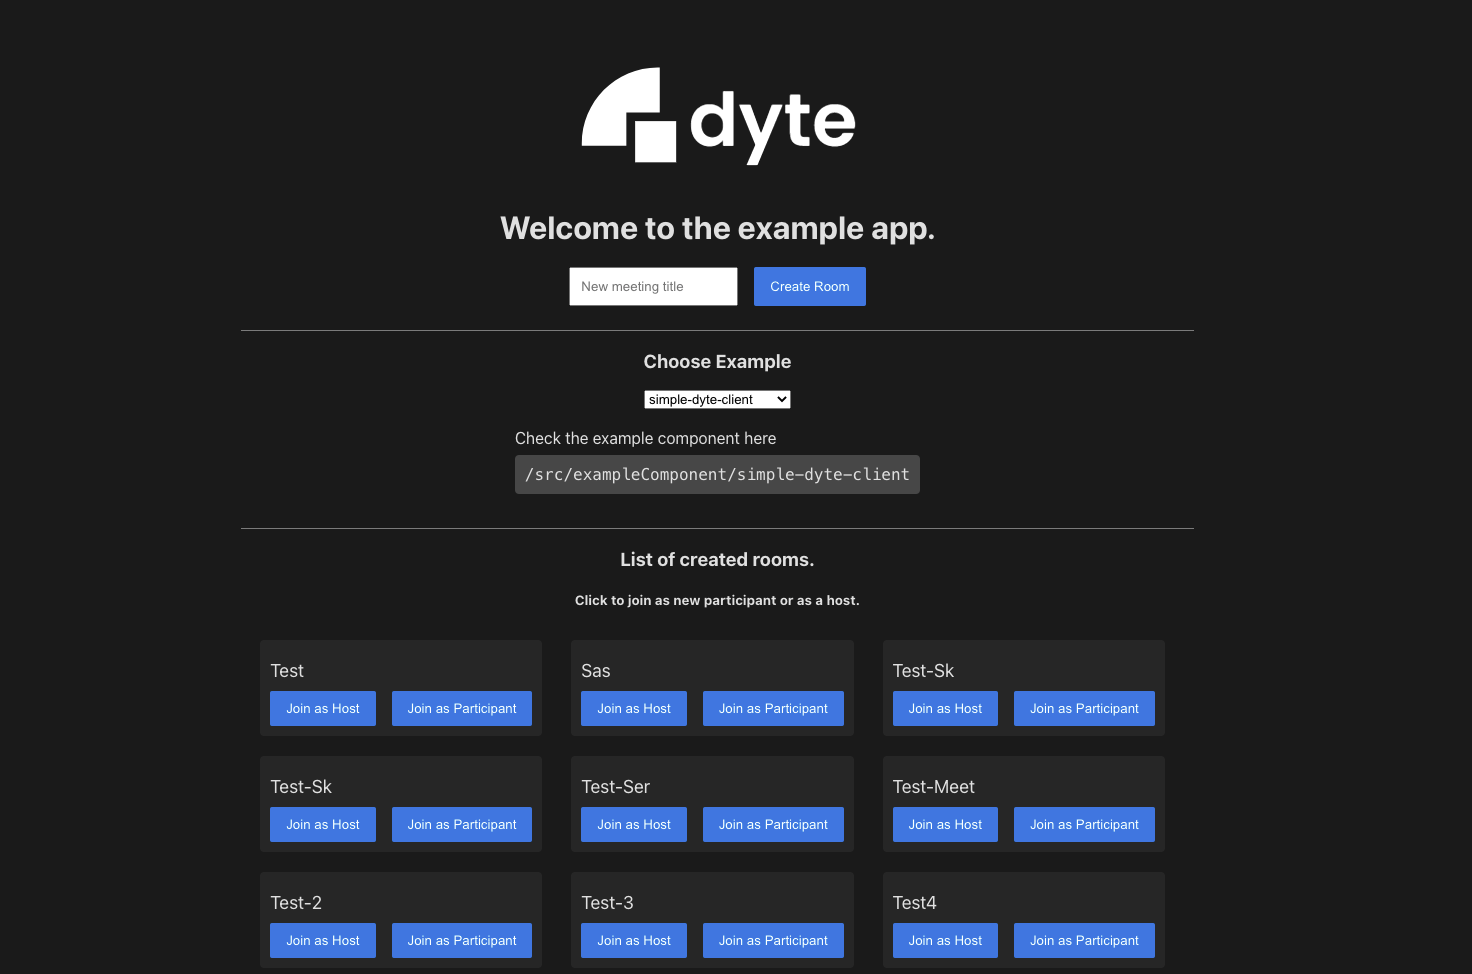 dyte
Welcome to the example app.
New meeting title Create Room
Choose Example
simple-dyte-client
Check the example component here
/src/exampleComponent/simple-dyte-client
List of created rooms.
Click to join as new participant or as a host.
Test
Join as Host Join as Participant
Sas
Join as Host Join as Participant
Test-Sk
Join as Host Join as Participant
Test-Sk
Join as Host Join as Participant
Test-Ser
Join as Host Join as Participant
Test-Meet
Join as Host Join as Participant
Test-2
Join as Host Join as Participant
Test-3
Join as Host Join as Participant
Test4
Join as Host Join as Participant